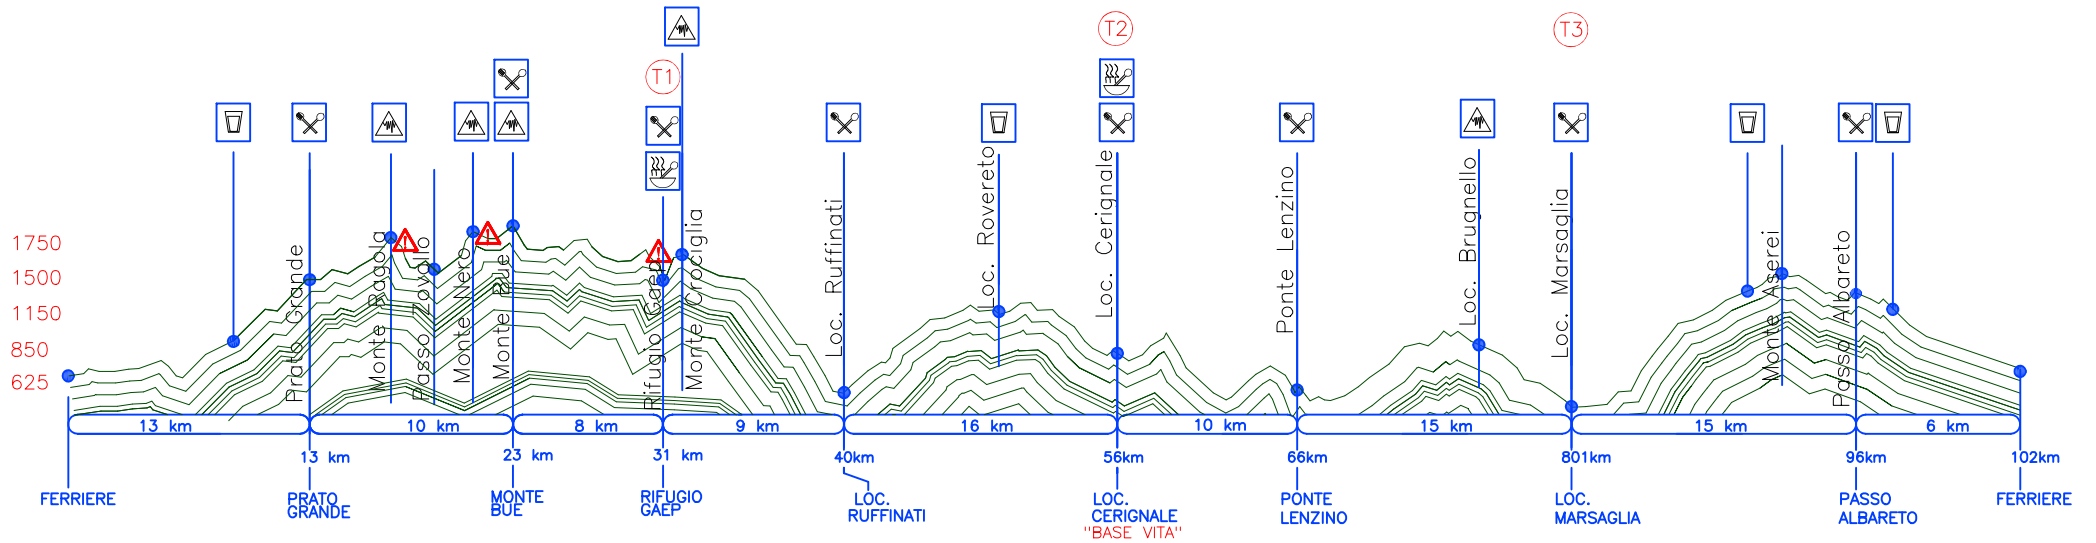 T1
T2
T3
1750
1500
1150
850
625
Prato Grande
Monte Ragola
Passo Zovallo
Monte Nero
Monte Bue
Rifugio Gaep
Monte Crociglia
Loc. Ruffinati
Loc. Rovereto
Loc. Cerignale
Ponte Lenzino
Loc. Brugnello
Loc. Marsaglia
Monte Aserei
Passo Albareto
13 km
10 km
8 km
9 km
16 km
10 km
15 km
15 km
6 km
13 km
23 km
31 km
40km
56km
66km
801km
96km
102km
FERRIERE
PRATO
GRANDE
MONTE
BUE
RIFUGIO
GAEP
LOC.
RUFFINATI
LOC.
CERIGNALE
"BASE VITA"
PONTE
LENZINO
LOC.
MARSAGLIA
PASSO
ALBARETO
FERRIERE